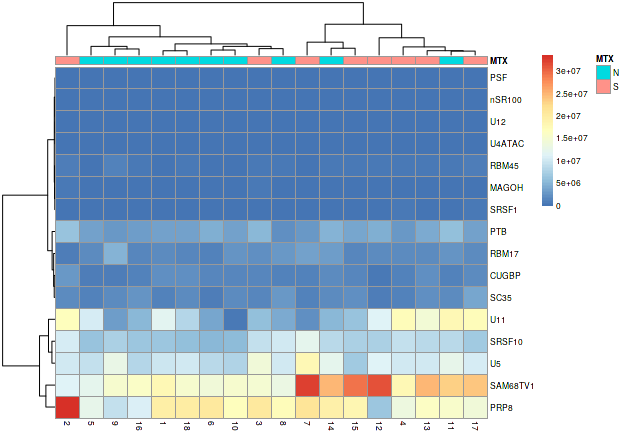 MTX
PSF
nSR100
U12
U4ATAC
RBM45
MAGOH
SRSF1
PTB
RBM17
CUGBP
SC35
U11
SRSF10
U5
SAM68TV1
PRP8
2 5 9 16 1 18 6 10 3 8 7 14 15 12 4 13 11 17
3e+07
2.5e+07
2e+07
1.5e+07
1e+07
5e+06
0
MTX
N
S